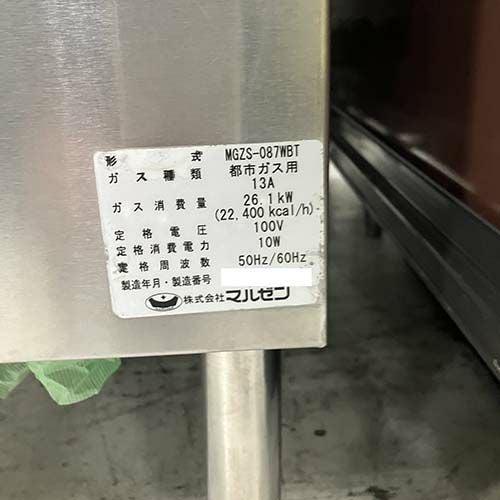 形式 MGZS-087WBT
ガス種類 都市ガス用
13A
ガス消費量 26.1kW
(22,400kcal/h)
定格電圧 100V
定格消費電力 10W
定格周波数 50Hz/60Hz
製造年月・製造番号
株式会社マルゼン